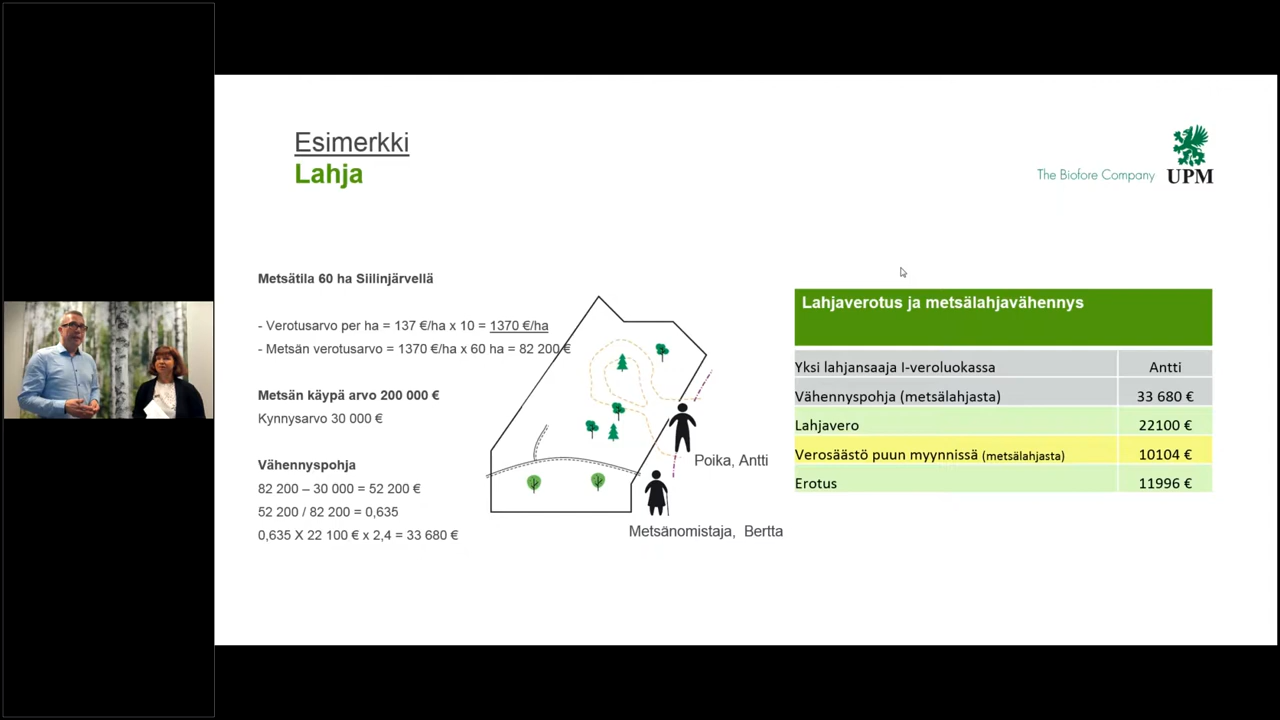 Esimerkki
Lahja
The Biofore Company
UPM
Metsätila 60 ha Siilinjärvellä
- Verotusarvo per ha = 137 €/ha x 10 = 1370 €/ha
- Metsän verotusarvo = 1370 €/ha x 60 ha = 82 200 €
Metsän käypä arvo 200 000 €
Kynnysarvo 30 000 €
Vähennyspohja
82 200 – 30 000 = 52 200 €
52 200 / 82 200 = 0,635
0,635 X 22 100 € x 2,4 = 33 680 €
Poika, Antti
Metsänomistaja, Bertta
Lahjaverotus ja metsälahjavähennys
Yksi lahjansaaja I-veroluokassa Antti
Vähennyspohja (metsälahjasta) 33 680 €
Lahjavero 22100 €
Verosäästö puun myynnissä (metsälahjasta) 10104 €
Erotus 11996 €